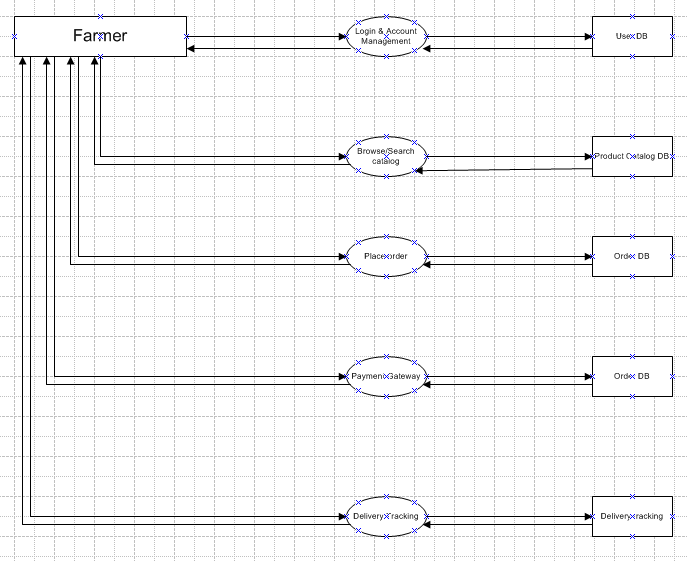 Farmer
Login & Account
Management
User DB
Browse/Search
catalog
Product Catalog DB
Place order
Order DB
Payment Gateway
Order DB
Delivery Tracking
Delivery tracking